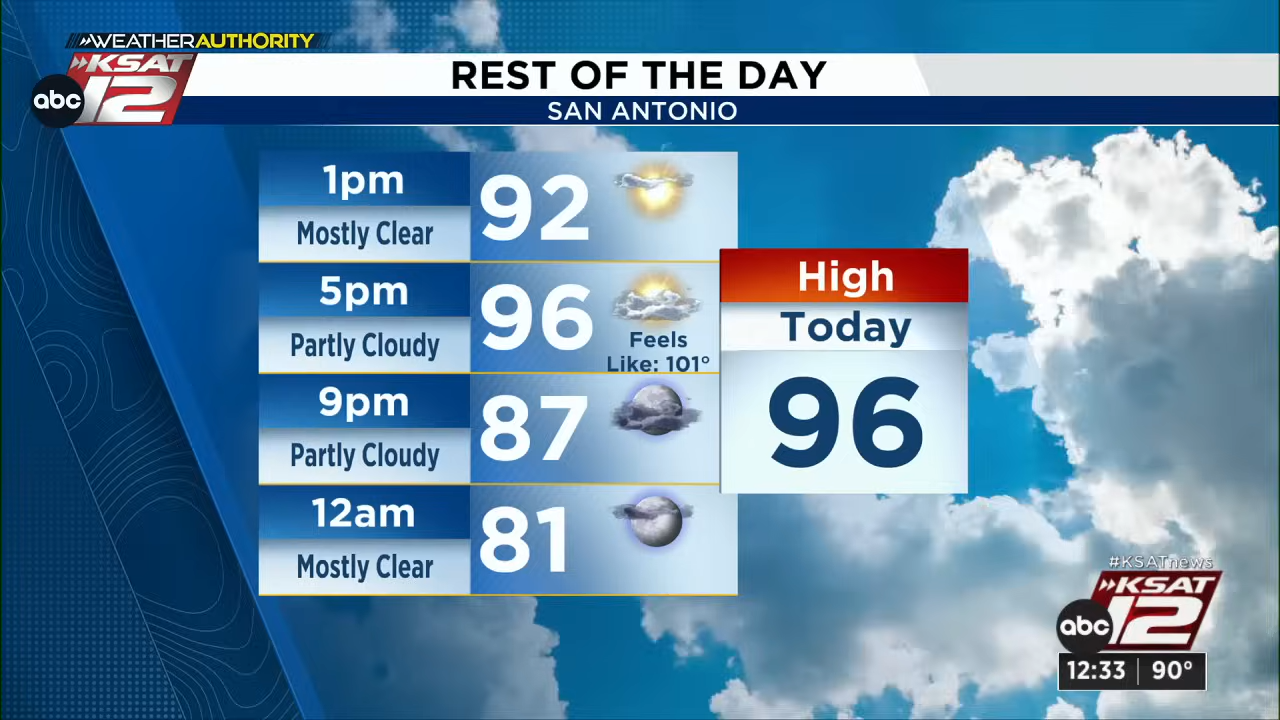 WEATHERAUTHORITY
KSAT
abc 12
REST OF THE DAY
SAN ANTONIO
1pm
Mostly Clear
92
5pm
Partly Cloudy
96
Feels
Like: 101°
9pm
Partly Cloudy
87
12am
Mostly Clear
81
High
Today
96
#KSATnews
KSAT
abc 12
12:33 90°